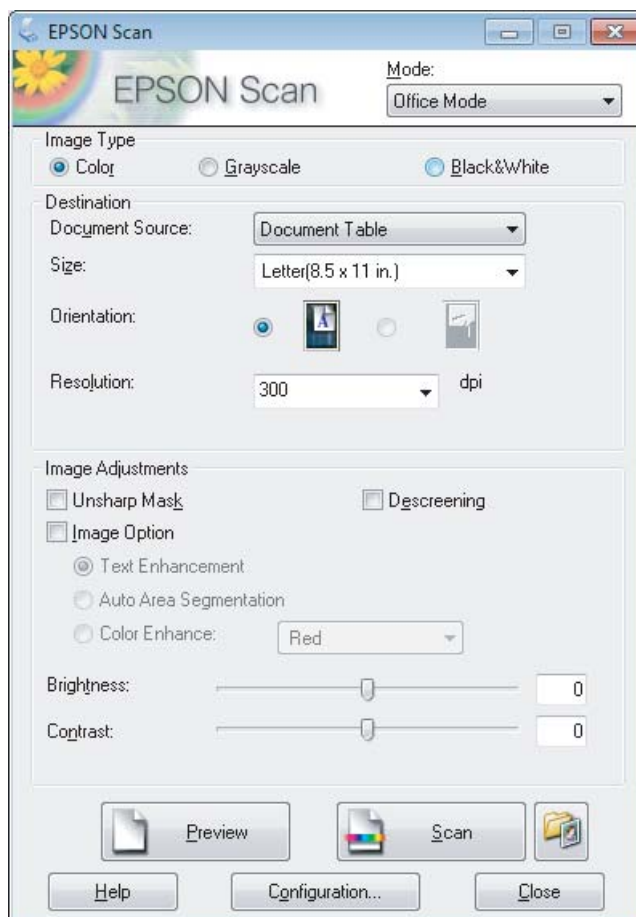 EPSON Scan
EPSON Scan
Mode:
Office Mode
Image Type
Color
Grayscale
Black&White
Destination
Document Source:
Document Table
Size:
Letter(8.5 x 11 in.)
Orientation:
A
Resolution:
300
dpi
Image Adjustments
Unsharp Mask
Descreening
Image Option
Text Enhancement
Auto Area Segmentation
Color Enhance:
Red
Brightness:
0
Contrast:
0
Preview
Scan
Help
Configuration...
Close